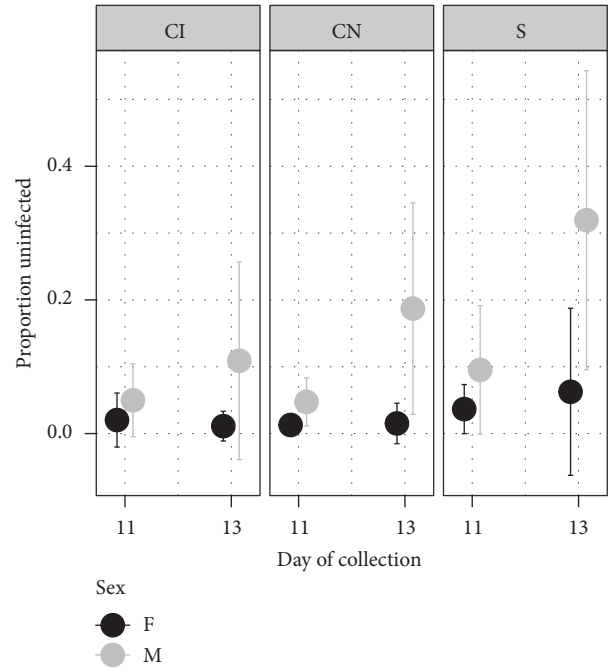 CI CN S
0.4
0.2
0.0
Proportion uninfected
11 13 11 13 11 13
Day of collection
Sex
F
M